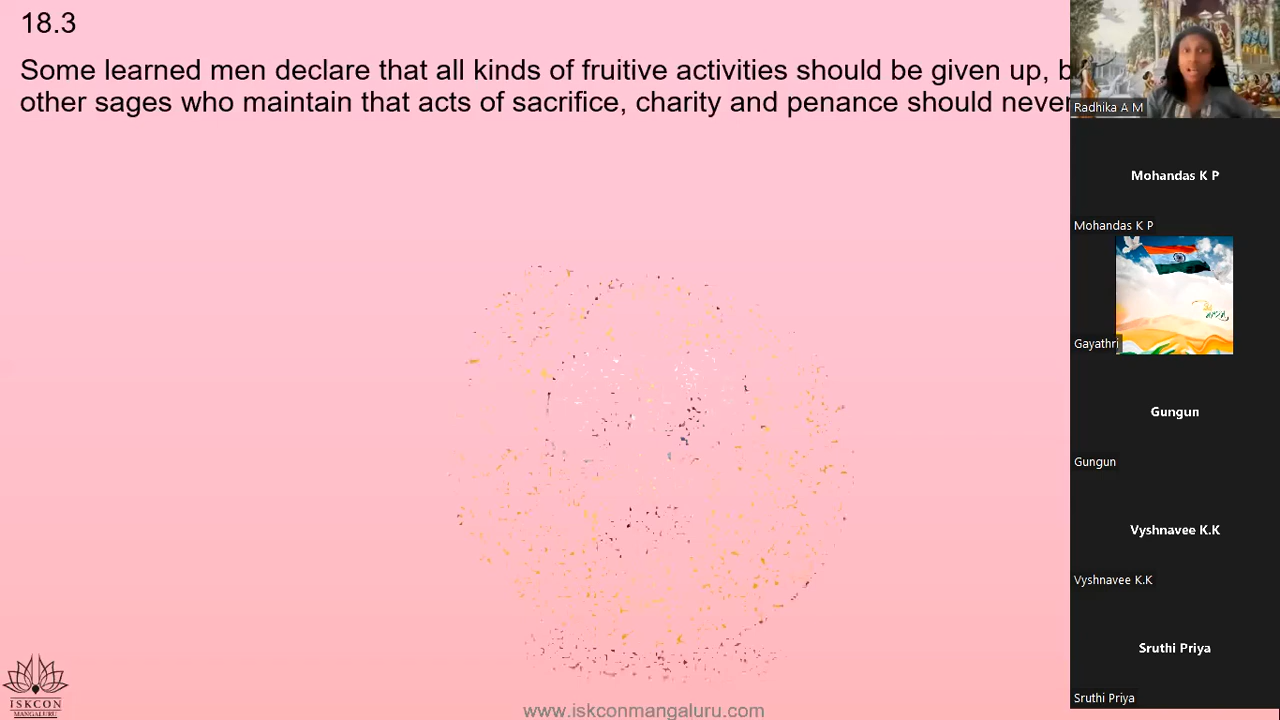 18.3
Some learned men declare that all kinds of fruitive activities should be given up,
other sages who maintain that acts of sacrifice, charity and penance should never
Radhika A M
Mohandas K P
Mohandas K P
Gayathri
Gungun
Gungun
Vyshnavee K.K
Vyshnavee K.K
Sruthi Priya
Sruthi Priya
ISKCON
MANGALURU
www.iskconmangaluru.com